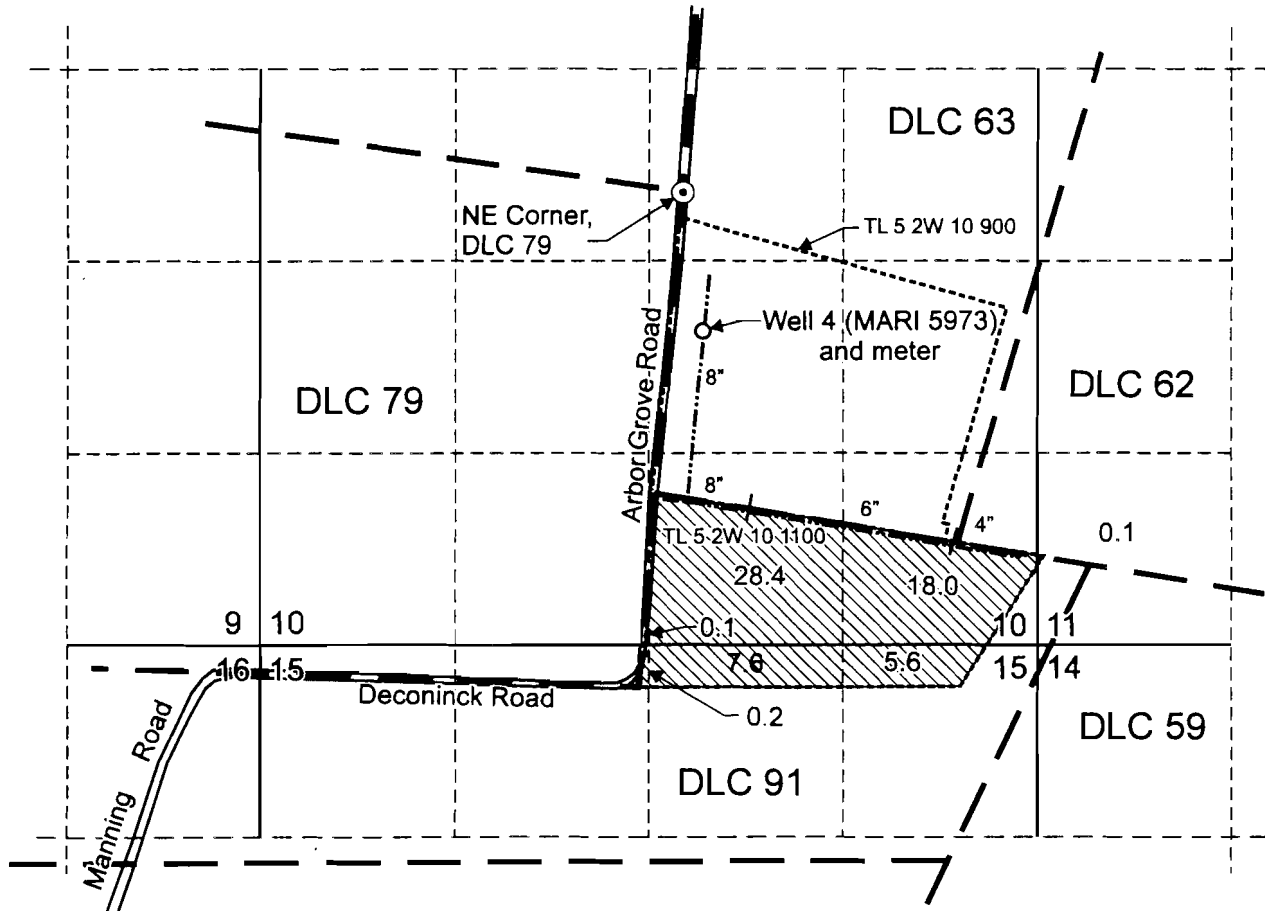 DLC 63
NE Corner,
DLC 79
TL 5 2W 10 900
Well 4 (MARI 5973)
and meter
Arbor Grove Road
8"
DLC 79
DLC 62
8"
6"
4"
0.1
TL 5 2W 10 1100
28.4
18.0
9 10
0.1
10 11
16 15
7.6
5.6
15 14
Deconinck Road
0.2
DLC 59
Manning Road
DLC 91